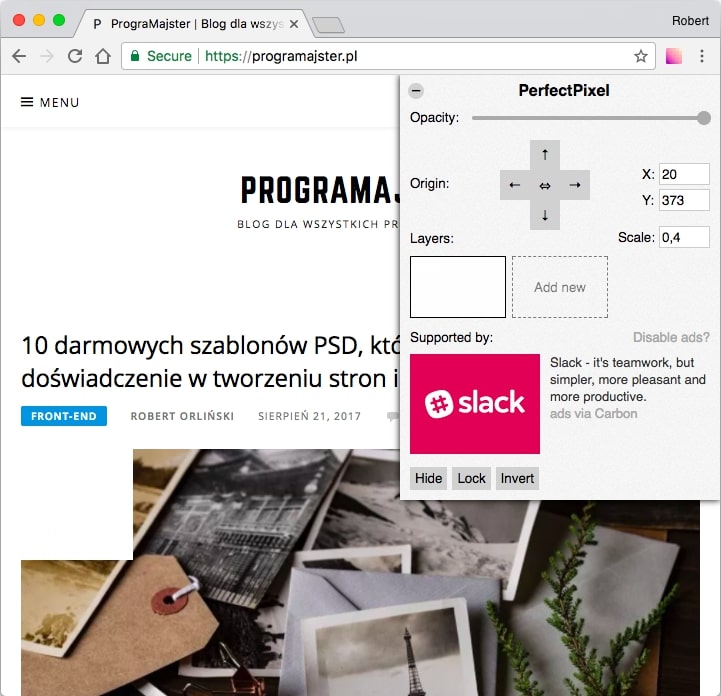 P PrograMajster | Blog dla wszys
Robert
Secure https://programajster.pl
MENU
PerfectPixel
Opacity:
Origin:
X: 20
Y: 373
PROGRAMAJ
BLOG DLA WSZYSTKICH PR
Layers:
Scale: 0,4
Add new
Supported by:
Disable ads?
10 darmowych szablonów PSD, któ
doświadczenie w tworzeniu stron i
slack
Slack - it's teamwork, but
simpler, more pleasant and
more productive.
ads via Carbon
FRONT-END ROBERT ORLIŃSKI SIERPIEŃ 21, 2017
Hide Lock Invert